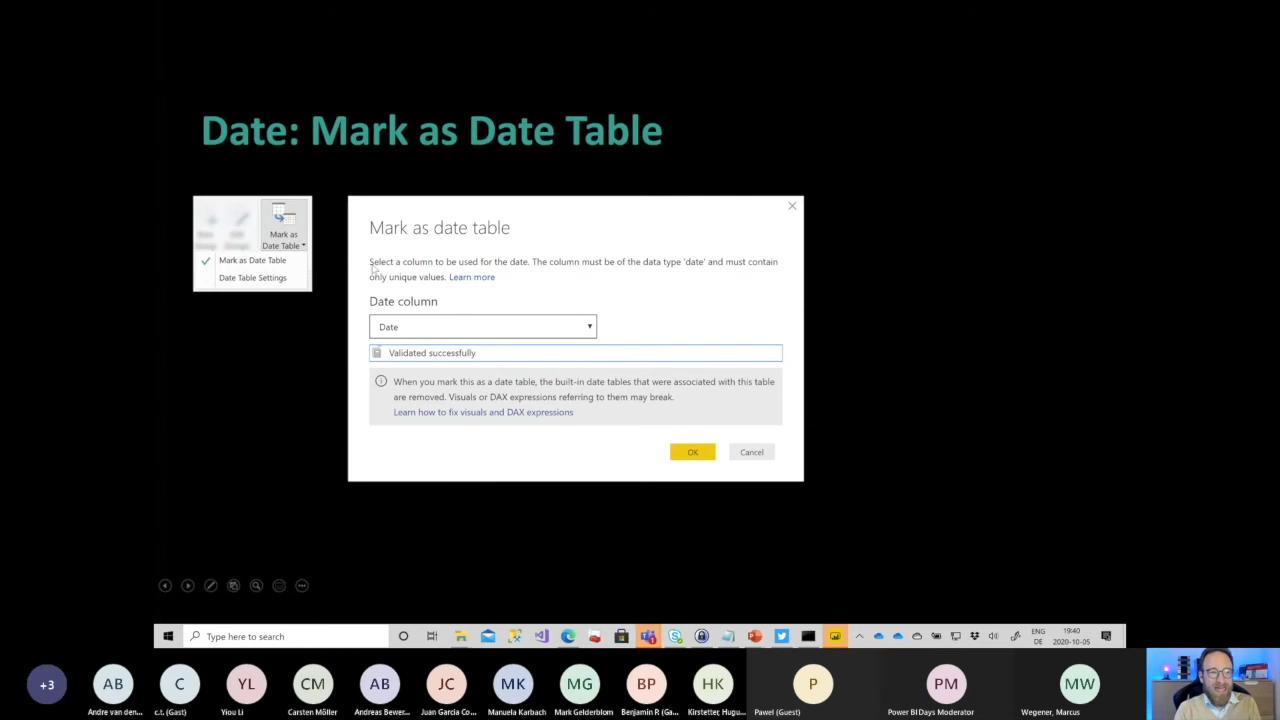 Date: Mark as Date Table
Mark as
Date Table
Mark as Date Table
Date Table Settings
Mark as date table
Select a column to be used for the date. The column must be of the data type 'date' and must contain
only unique values. Learn more
Date column
Date
Validated successfully
When you mark this as a date table, the built-in date tables that were associated with this table
are removed. Visuals or DAX expressions referring to them may break.
Learn how to fix visuals and DAX expressions
OK
Cancel
Type here to search
ENG
DE
19:40
2020-10-05
+3
AB
C
YL
CM
AB
JC
MK
MG
BP
HK
P
PM
MW
Andre van den...
c.t. (Gast)
Yiou Li
Carsten Möller
Andreas Bewer...
Juan Garcia Co...
Manuela Karbach
Mark Gelderblom
Benjamin R (Ga...
Kirstetter, Hugu...
Pawel (Guest)
Power BI Days Moderator
Wegener, Marcus